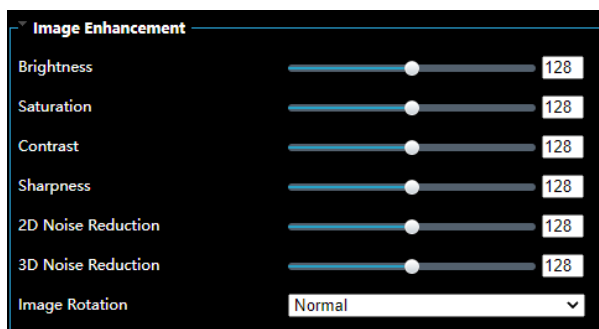 Image Enhancement
Brightness 128
Saturation 128
Contrast 128
Sharpness 128
2D Noise Reduction 128
3D Noise Reduction 128
Image Rotation Normal